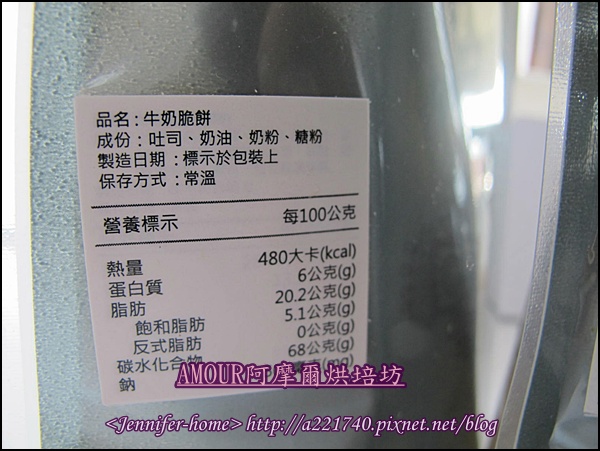 品名：牛奶脆餅
成份：吐司、奶油、奶粉、糖粉
製造日期：標示於包裝上
保存方式：常溫
營養標示 每100公克
熱量 480大卡(kcal)
蛋白質 6公克(g)
脂肪 20.2公克(g)
飽和脂肪 5.1公克(g)
反式脂肪 0公克(g)
碳水化合物 68公克(g)
鈉 (mg)
AMOUR阿摩爾烘培坊
<Jennifer-home> http://a221740.pixnet.net/blog